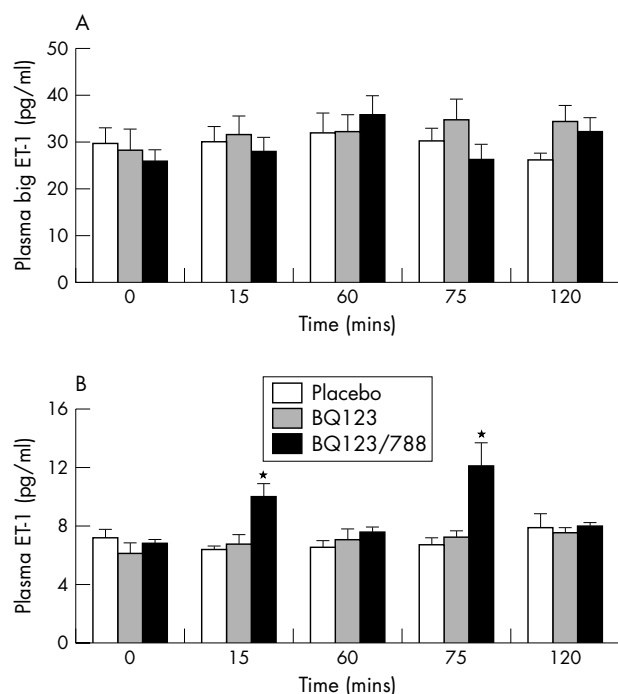 A
50
40
30
20
10
0
Plasma big ET-1 (pg/ml)
0 15 60 75 120
Time (mins)
B
Placebo
BQ123
BQ123/788
16
12
8
4
0
Plasma ET-1 (pg/ml)
★ ★
0 15 60 75 120
Time (mins)